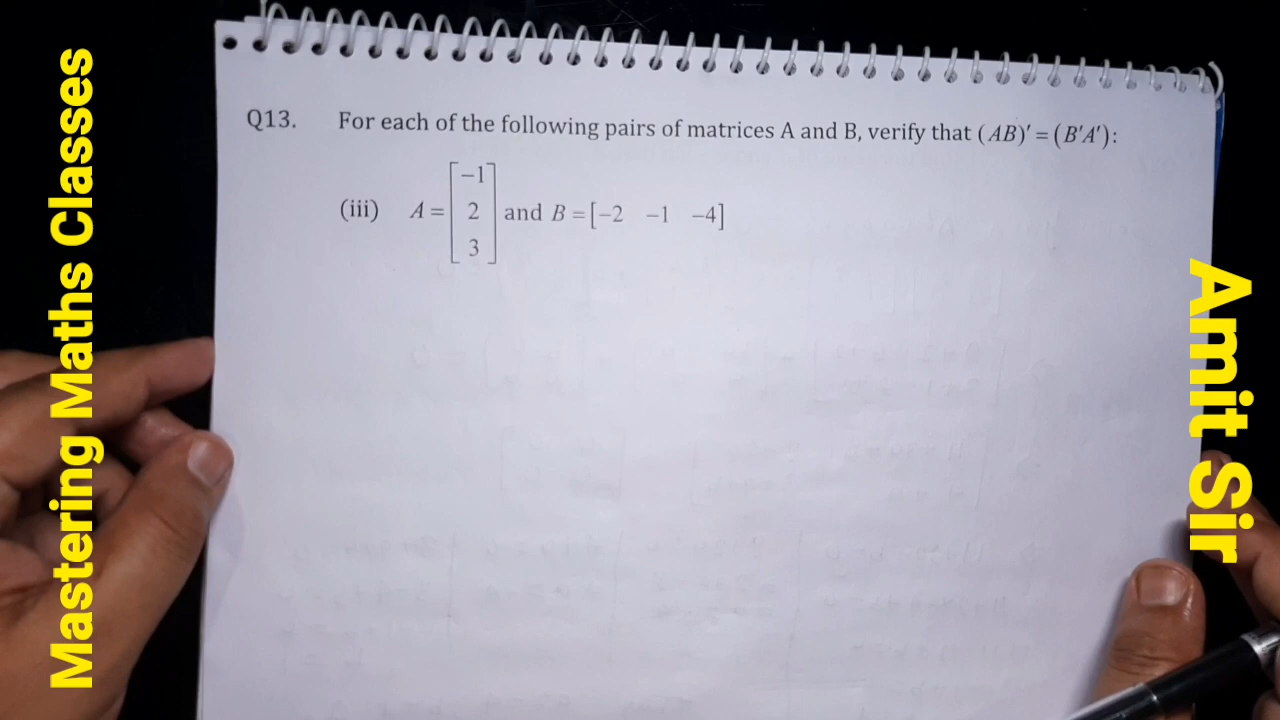 Mastering Maths Classes
Q13. For each of the following pairs of matrices A and B, verify that (AB)′ = (B′A′):
(iii) A = [−1 2 3] and B = [−2 −1 −4]
Amit Sir